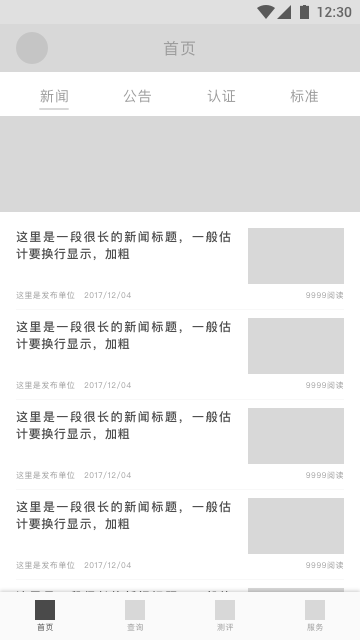 12:30
首页
新闻 公告 认证 标准
这里是一段很长的新闻标题，一般估
计要换行显示，加粗
这里是发布单位 2017/12/04 9999阅读
这里是一段很长的新闻标题，一般估
计要换行显示，加粗
这里是发布单位 2017/12/04 9999阅读
这里是一段很长的新闻标题，一般估
计要换行显示，加粗
这里是发布单位 2017/12/04 9999阅读
这里是一段很长的新闻标题，一般估
计要换行显示，加粗
这里是发布单位 2017/12/04 9999阅读
首页 查询 测评 服务